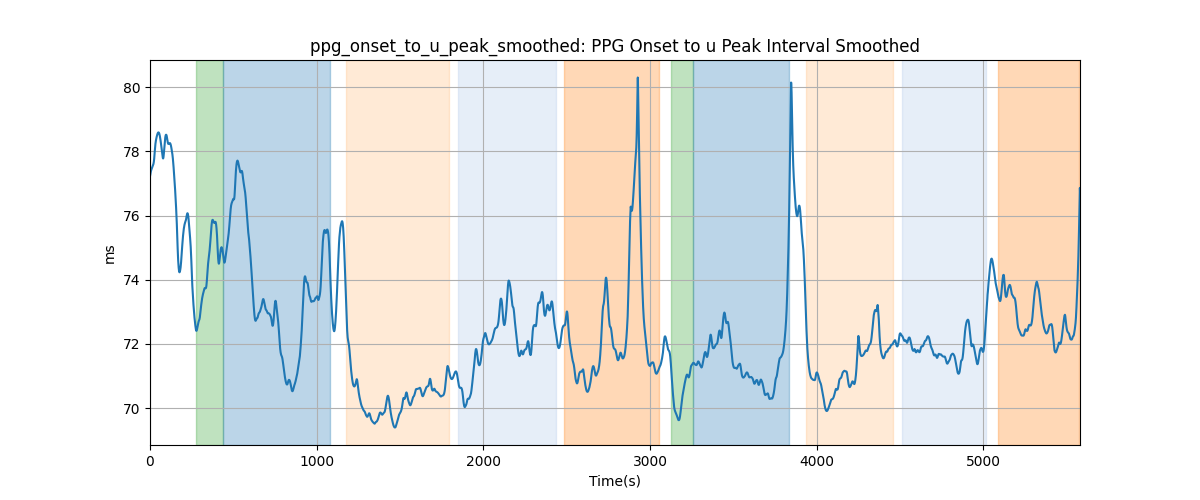 ppg_onset_to_u_peak_smoothed: PPG Onset to u Peak Interval Smoothed
80
78
76
74
72
70
ms
0 1000 2000 3000 4000 5000
Time(s)